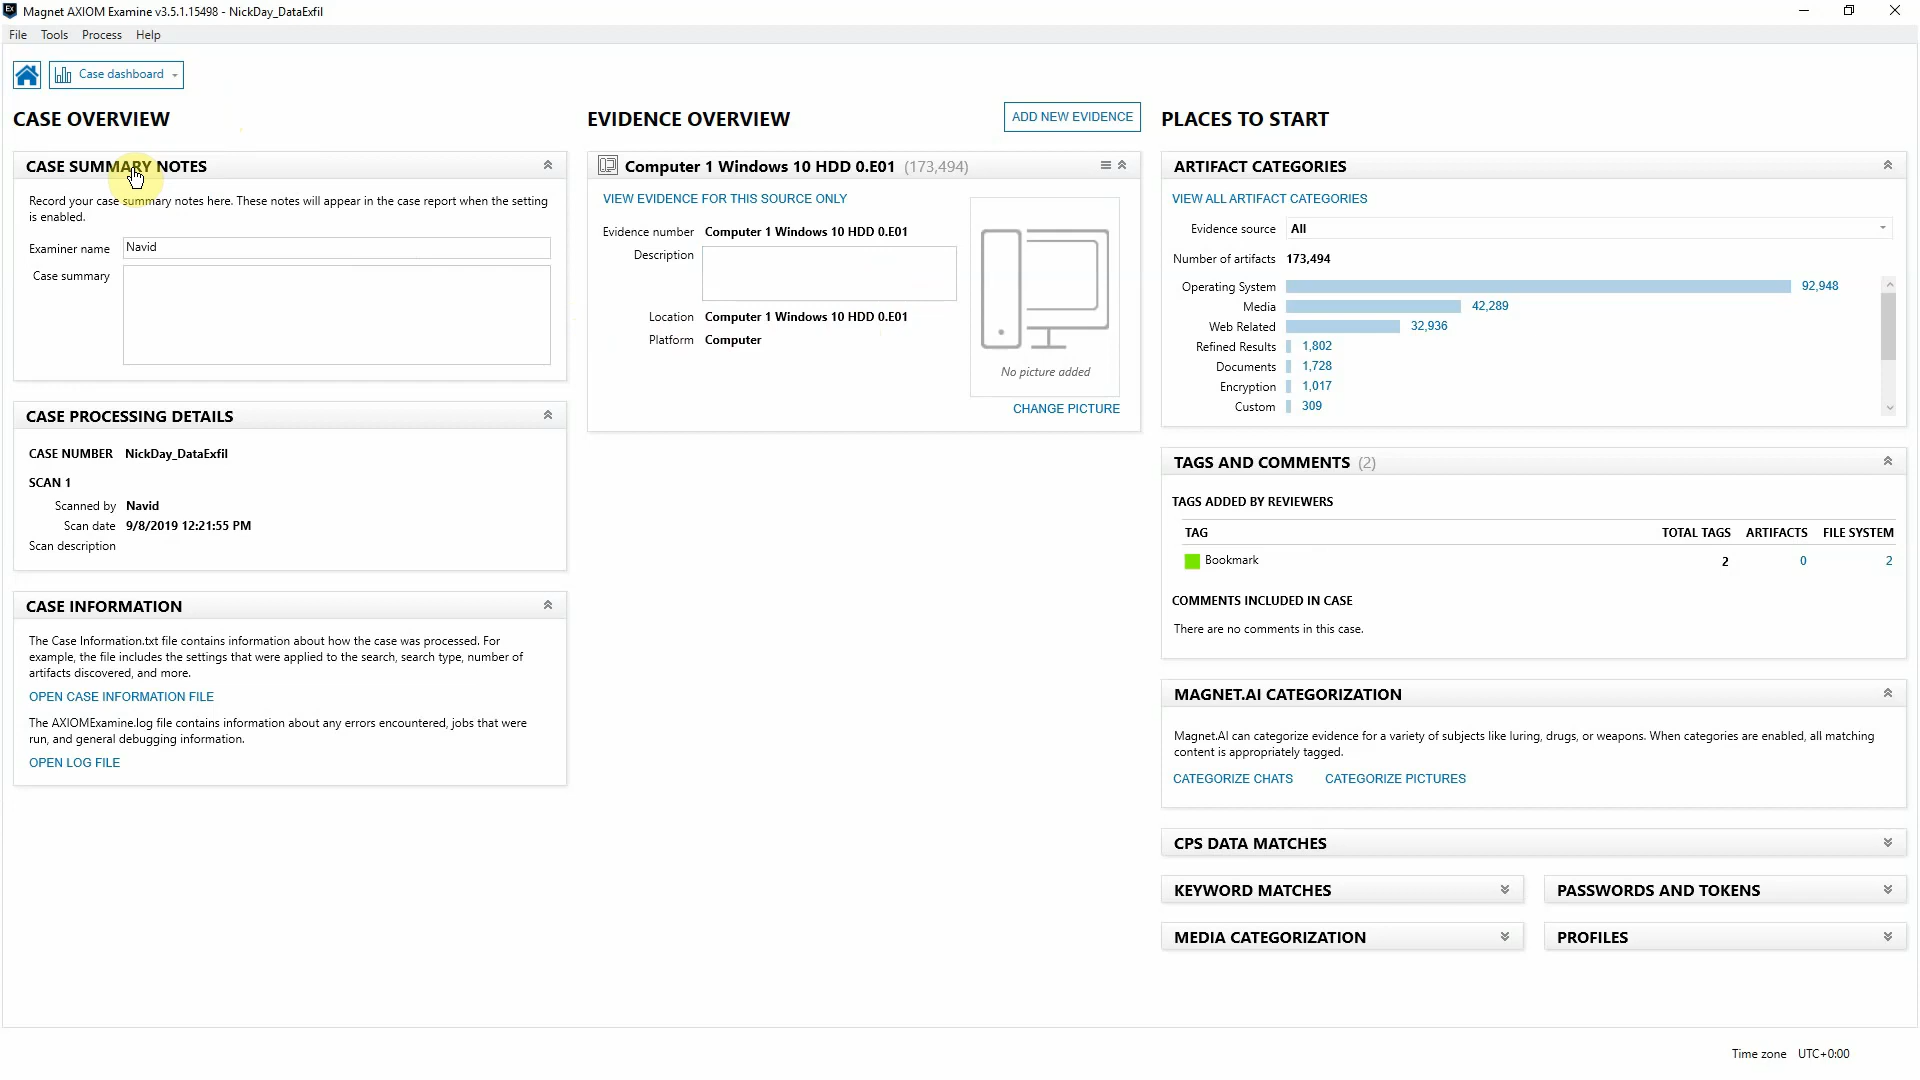 Ex Magnet AXIOM Examine v3.5.1.15498 - NickDay_DataExfil
File Tools Process Help
Case dashboard
CASE OVERVIEW
CASE SUMMARY NOTES
Record your case summary notes here. These notes will appear in the case report when the setting
is enabled.
Examiner name Navid
Case summary
CASE PROCESSING DETAILS
CASE NUMBER NickDay_DataExfil
SCAN 1
Scanned by Navid
Scan date 9/8/2019 12:21:55 PM
Scan description
CASE INFORMATION
The Case Information.txt file contains information about how the case was processed. For
example, the file includes the settings that were applied to the search, search type, number of
artifacts discovered, and more.
OPEN CASE INFORMATION FILE
The AXIOMExamine.log file contains information about any errors encountered, jobs that were
run, and general debugging information.
OPEN LOG FILE
EVIDENCE OVERVIEW
ADD NEW EVIDENCE
Computer 1 Windows 10 HDD 0.E01 (173,494)
VIEW EVIDENCE FOR THIS SOURCE ONLY
Evidence number Computer 1 Windows 10 HDD 0.E01
Description
Location Computer 1 Windows 10 HDD 0.E01
Platform Computer
No picture added
CHANGE PICTURE
PLACES TO START
ARTIFACT CATEGORIES
VIEW ALL ARTIFACT CATEGORIES
Evidence source All
Number of artifacts 173,494
Operating System 92,948
Media 42,289
Web Related 32,936
Refined Results 1,802
Documents 1,728
Encryption 1,017
Custom 309
TAGS AND COMMENTS (2)
TAGS ADDED BY REVIEWERS
TAG TOTAL TAGS ARTIFACTS FILE SYSTEM
Bookmark 2 0 2
COMMENTS INCLUDED IN CASE
There are no comments in this case.
MAGNET.AI CATEGORIZATION
Magnet.AI can categorize evidence for a variety of subjects like luring, drugs, or weapons. When categories are enabled, all matching
content is appropriately tagged.
CATEGORIZE CHATS CATEGORIZE PICTURES
CPS DATA MATCHES
KEYWORD MATCHES PASSWORDS AND TOKENS
MEDIA CATEGORIZATION PROFILES
Time zone UTC+0:00